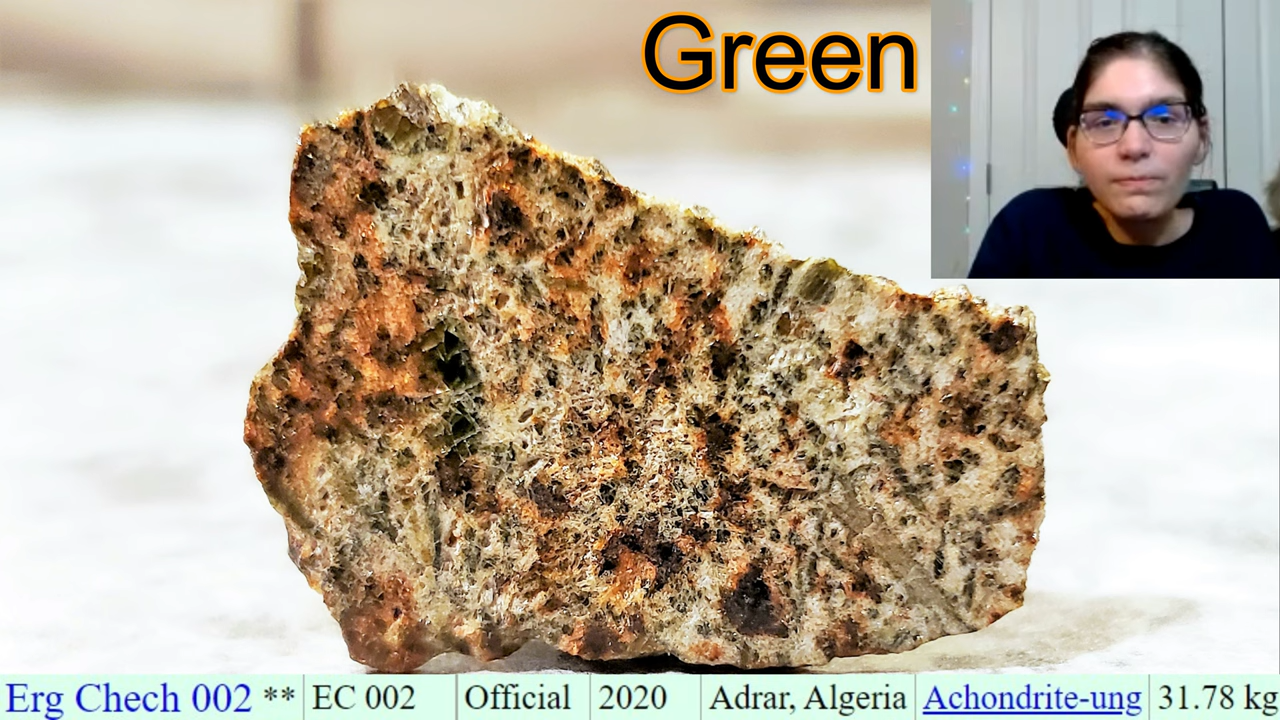 Green
Erg Chech 002 ** EC 002 Official 2020 Adrar, Algeria Achondrite-ung 31.78 kg